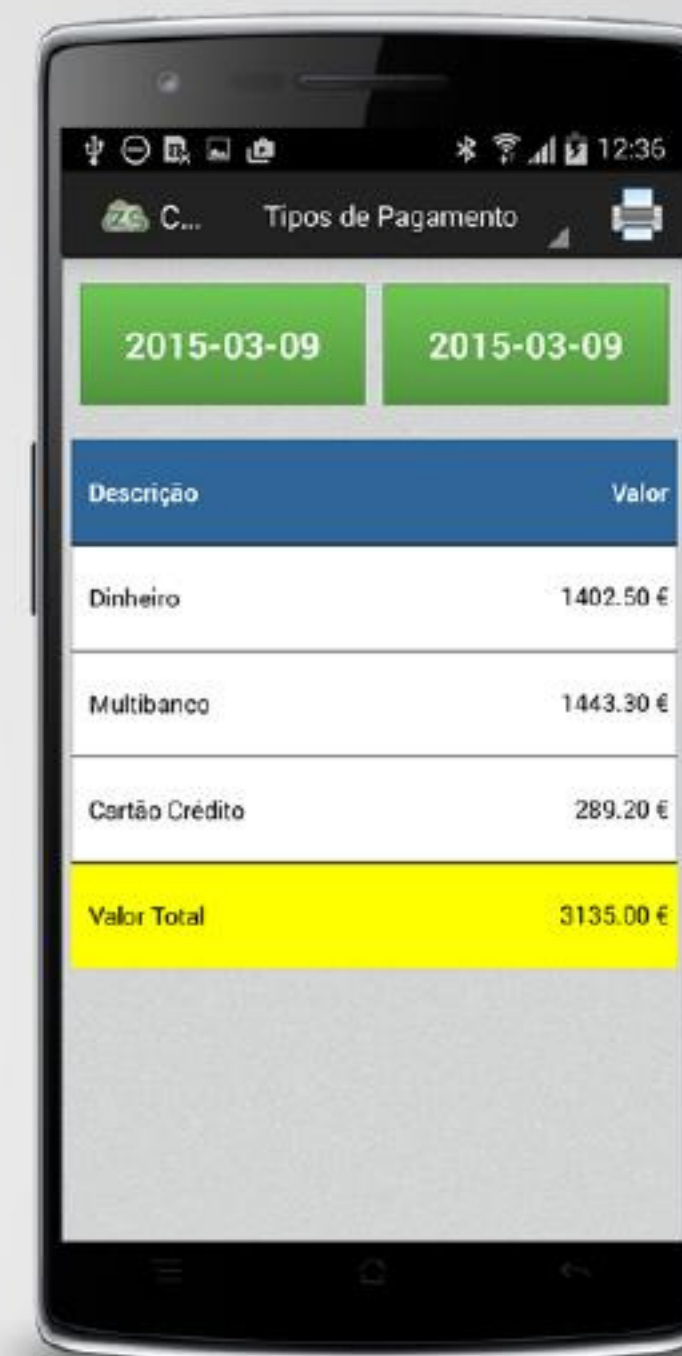 12:36
ZS C... Tipos de Pagamento
2015-03-09 2015-03-09
Descrição Valor
Dinheiro 1402.50 €
Multibanco 1443.30 €
Cartão Crédito 289.20 €
Valor Total 3135.00 €